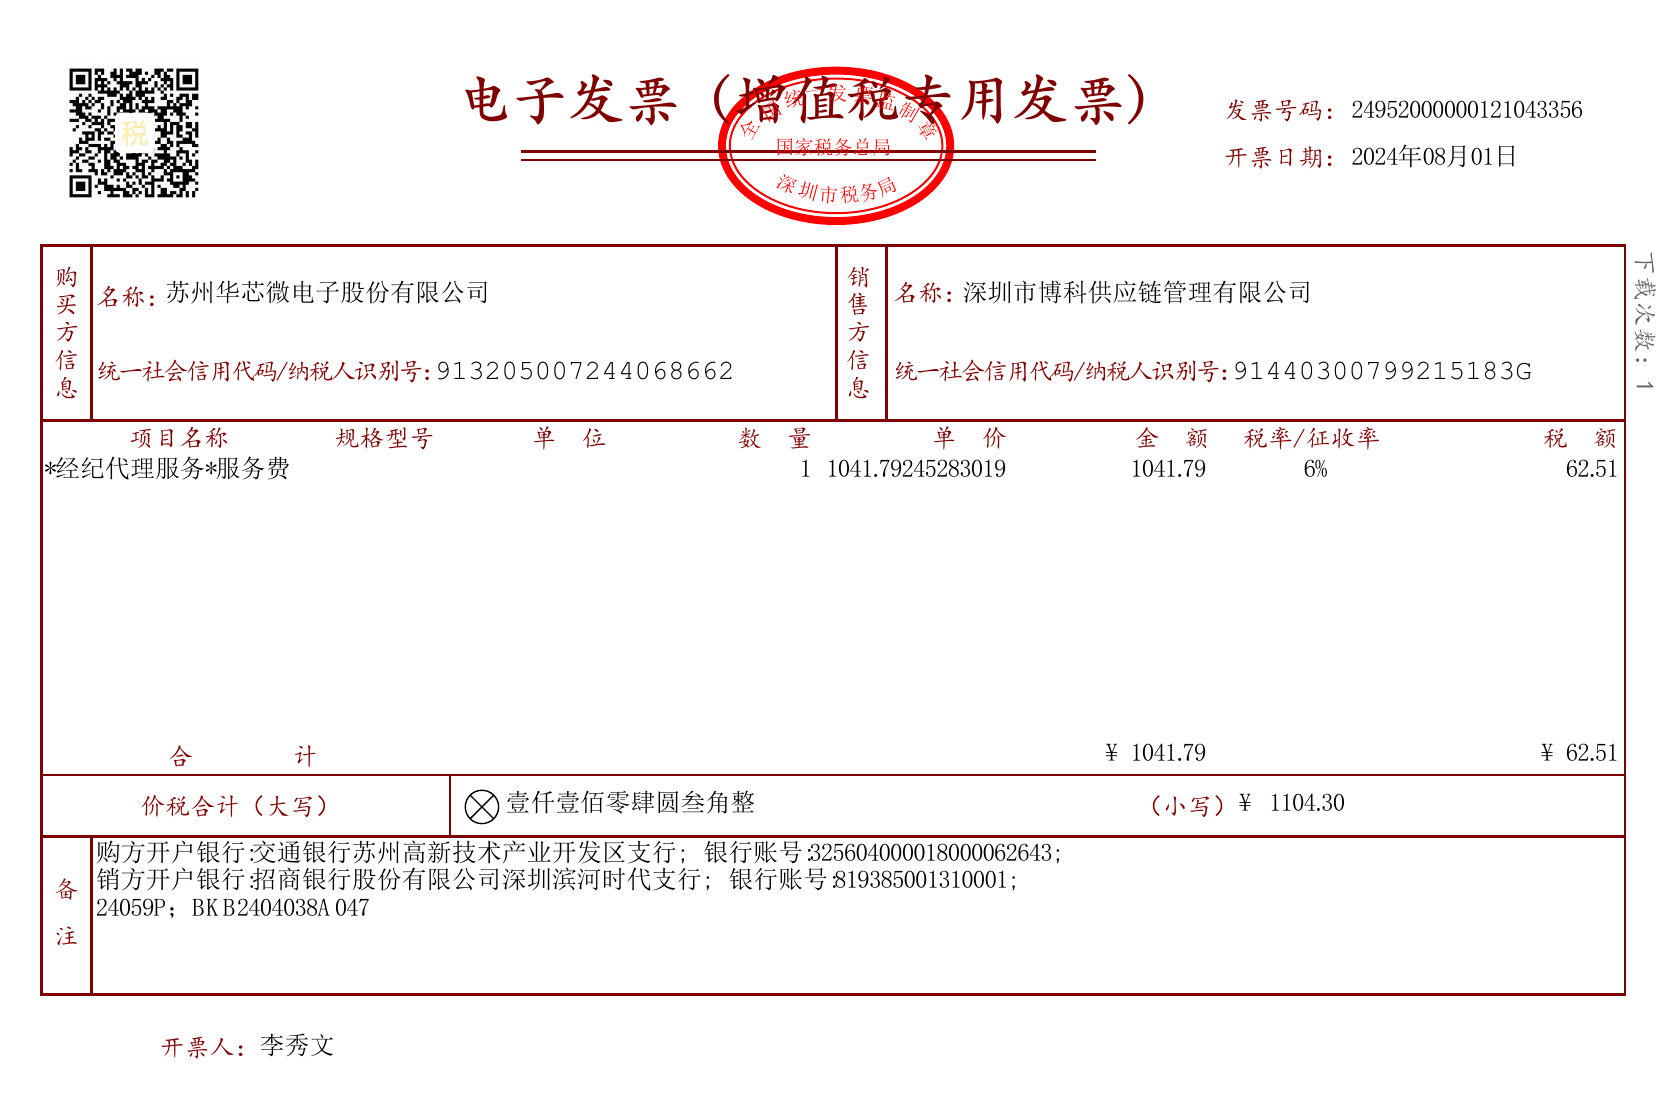 电子发票（增值税专用发票）
全国统一发票监制章
国家税务总局
深圳市税务局
税
发票号码：24952000000121043356
开票日期：2024年08月01日
下载次数：1
购买方信息
名称：苏州华芯微电子股份有限公司
统一社会信用代码/纳税人识别号：913205007244068662
销售方信息
名称：深圳市博科供应链管理有限公司
统一社会信用代码/纳税人识别号：91440300799215183G
项目名称 规格型号 单位 数量 单价 金额 税率/征收率 税额
*经纪代理服务*服务费 1 1041.79245283019 1041.79 6% 62.51
合计 ¥ 1041.79 ¥ 62.51
价税合计（大写） 壹仟壹佰零肆圆叁角整 （小写）¥ 1104.30
备注
购方开户银行:交通银行苏州高新技术产业开发区支行; 银行账号:325604000018000062643;
销方开户银行:招商银行股份有限公司深圳滨河时代支行; 银行账号:819385001310001;
24059P；BKB2404038A047
开票人：李秀文